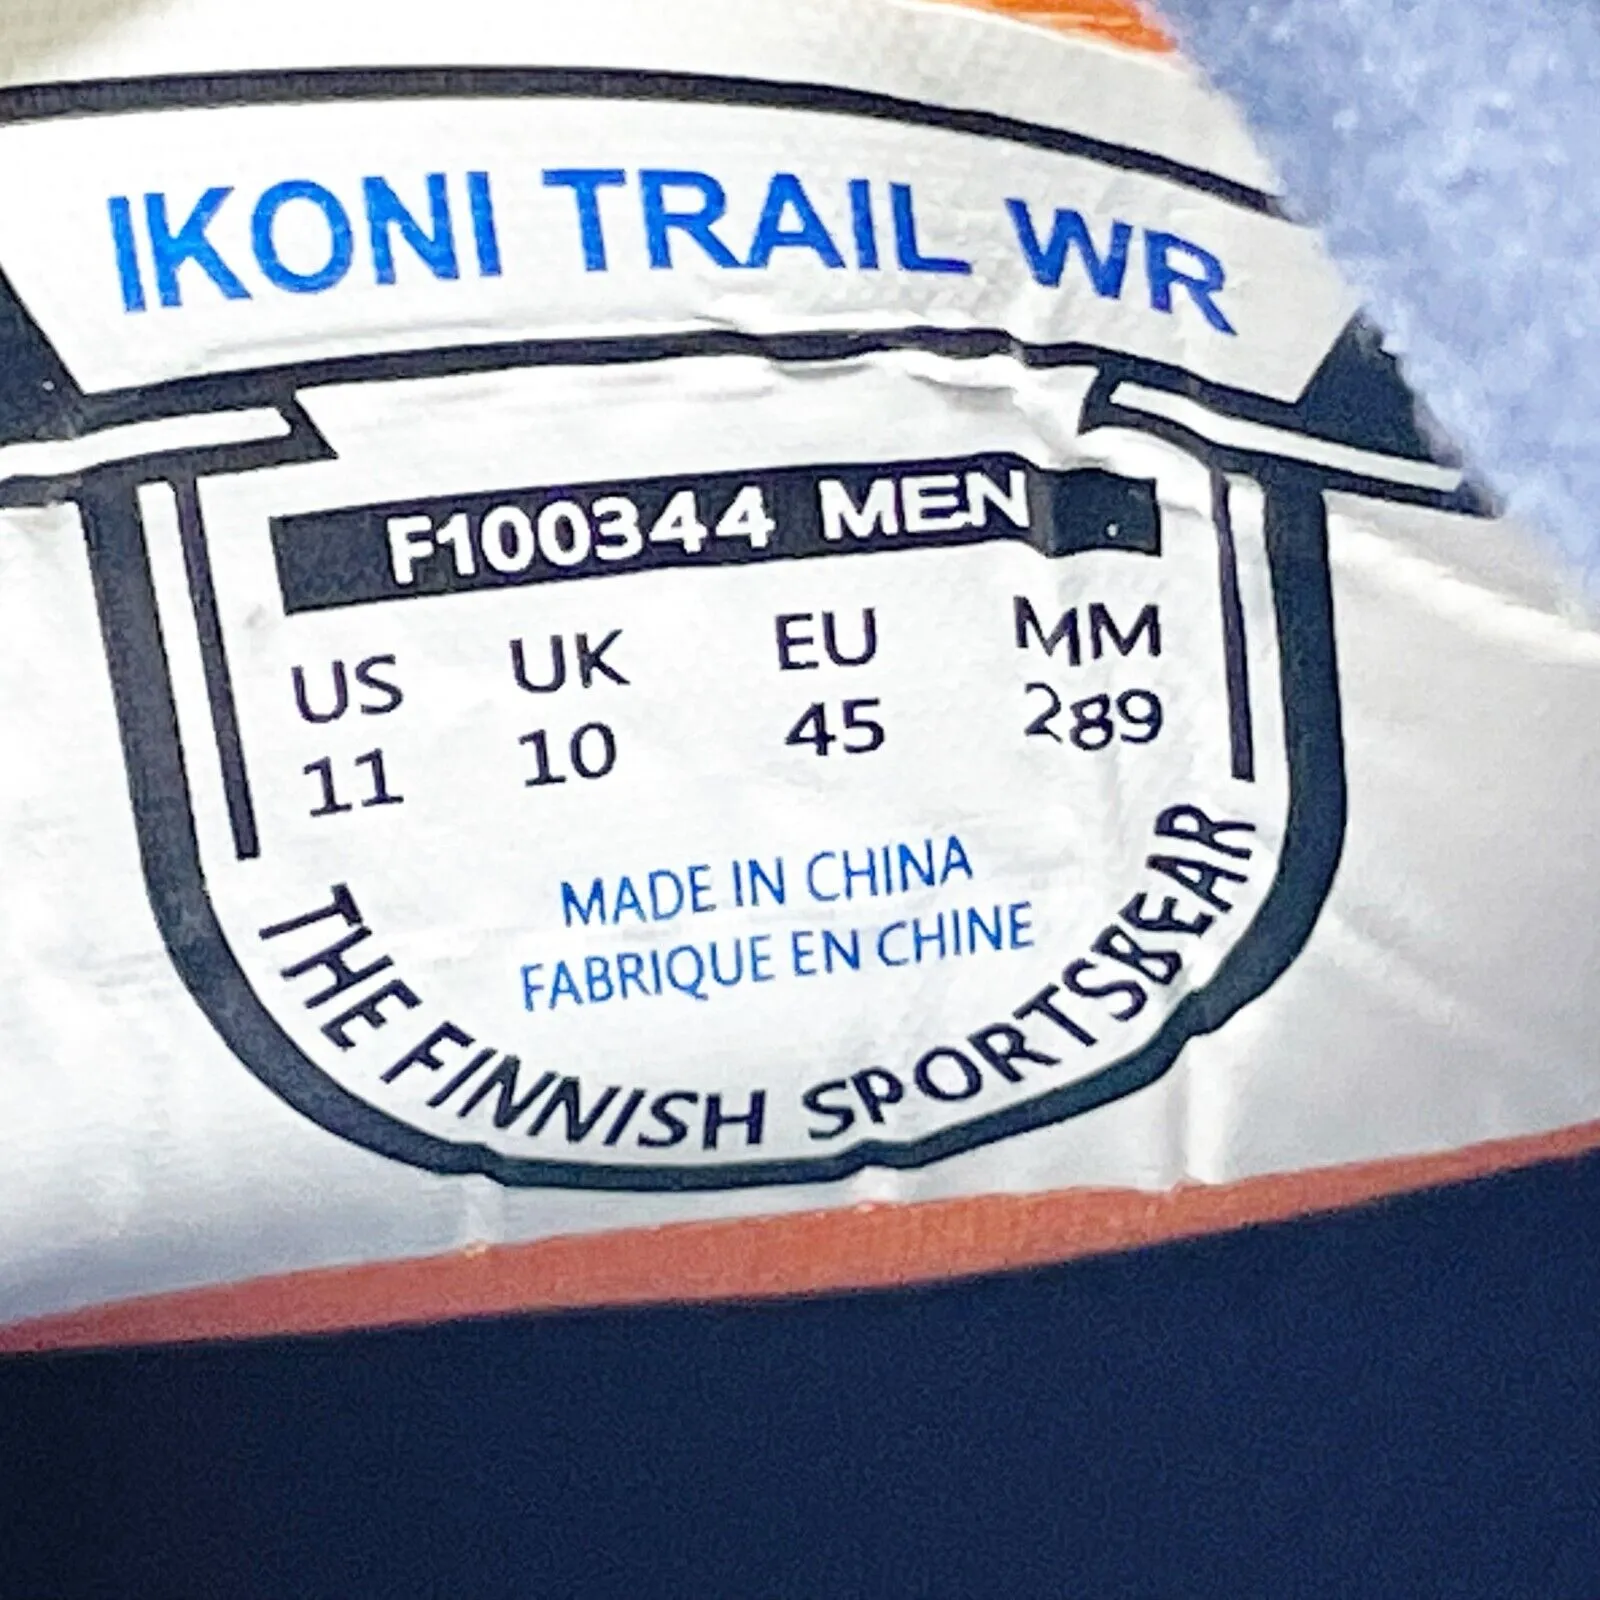 IKONI TRAIL WR
F100344 MEN
US UK EU MM
11 10 45 289
MADE IN CHINA
FABRIQUE EN CHINE
THE FINNISH SPORTSBEAR